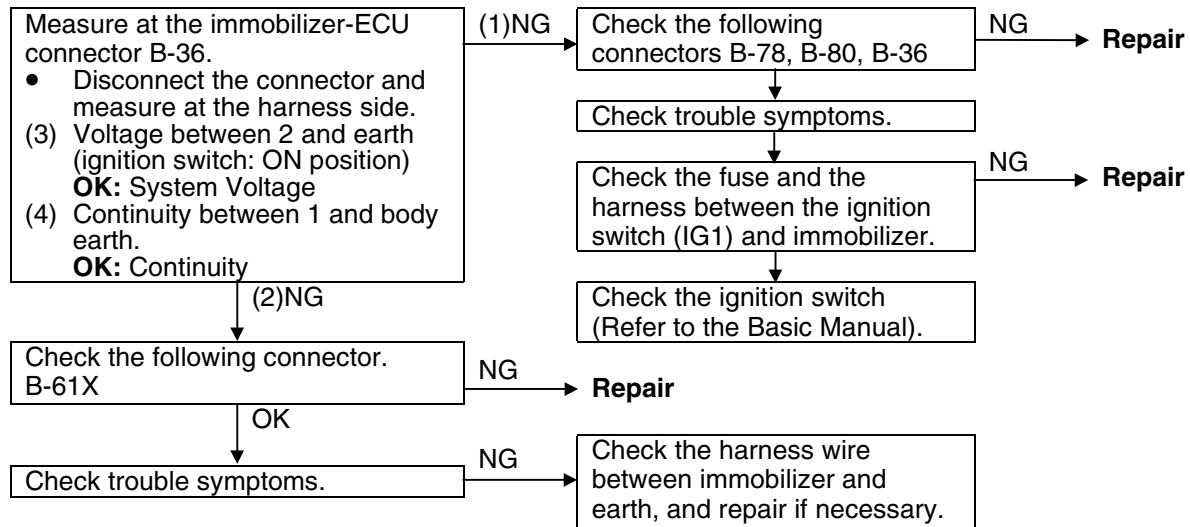 Measure at the immobilizer-ECU
connector B-36.
● Disconnect the connector and
measure at the harness side.
(3) Voltage between 2 and earth
(ignition switch: ON position)
OK: System Voltage
(4) Continuity between 1 and body
earth.
OK: Continuity
(1)NG
Check the following
connectors B-78, B-80, B-36
NG
Repair
Check trouble symptoms.
Check the fuse and the
harness between the ignition
switch (IG1) and immobilizer.
NG
Repair
Check the ignition switch
(Refer to the Basic Manual).
(2)NG
Check the following connector.
B-61X
NG
Repair
OK
Check trouble symptoms.
NG
Check the harness wire
between immobilizer and
earth, and repair if necessary.